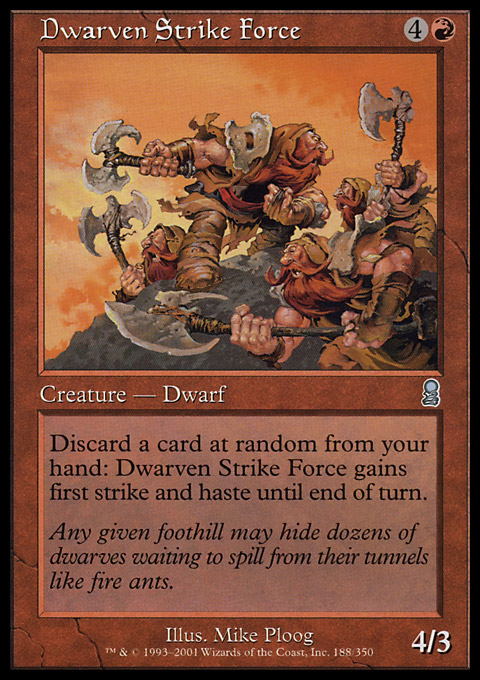 Dwarven Strike Force 4
Creature — Dwarf
Discard a card at random from your
hand: Dwarven Strike Force gains
first strike and haste until end of turn.
Any given foothill may hide dozens of
dwarves waiting to spill from their tunnels
like fire ants.
Illus. Mike Ploog
™ & © 1993–2001 Wizards of the Coast, Inc. 188/350
4/3